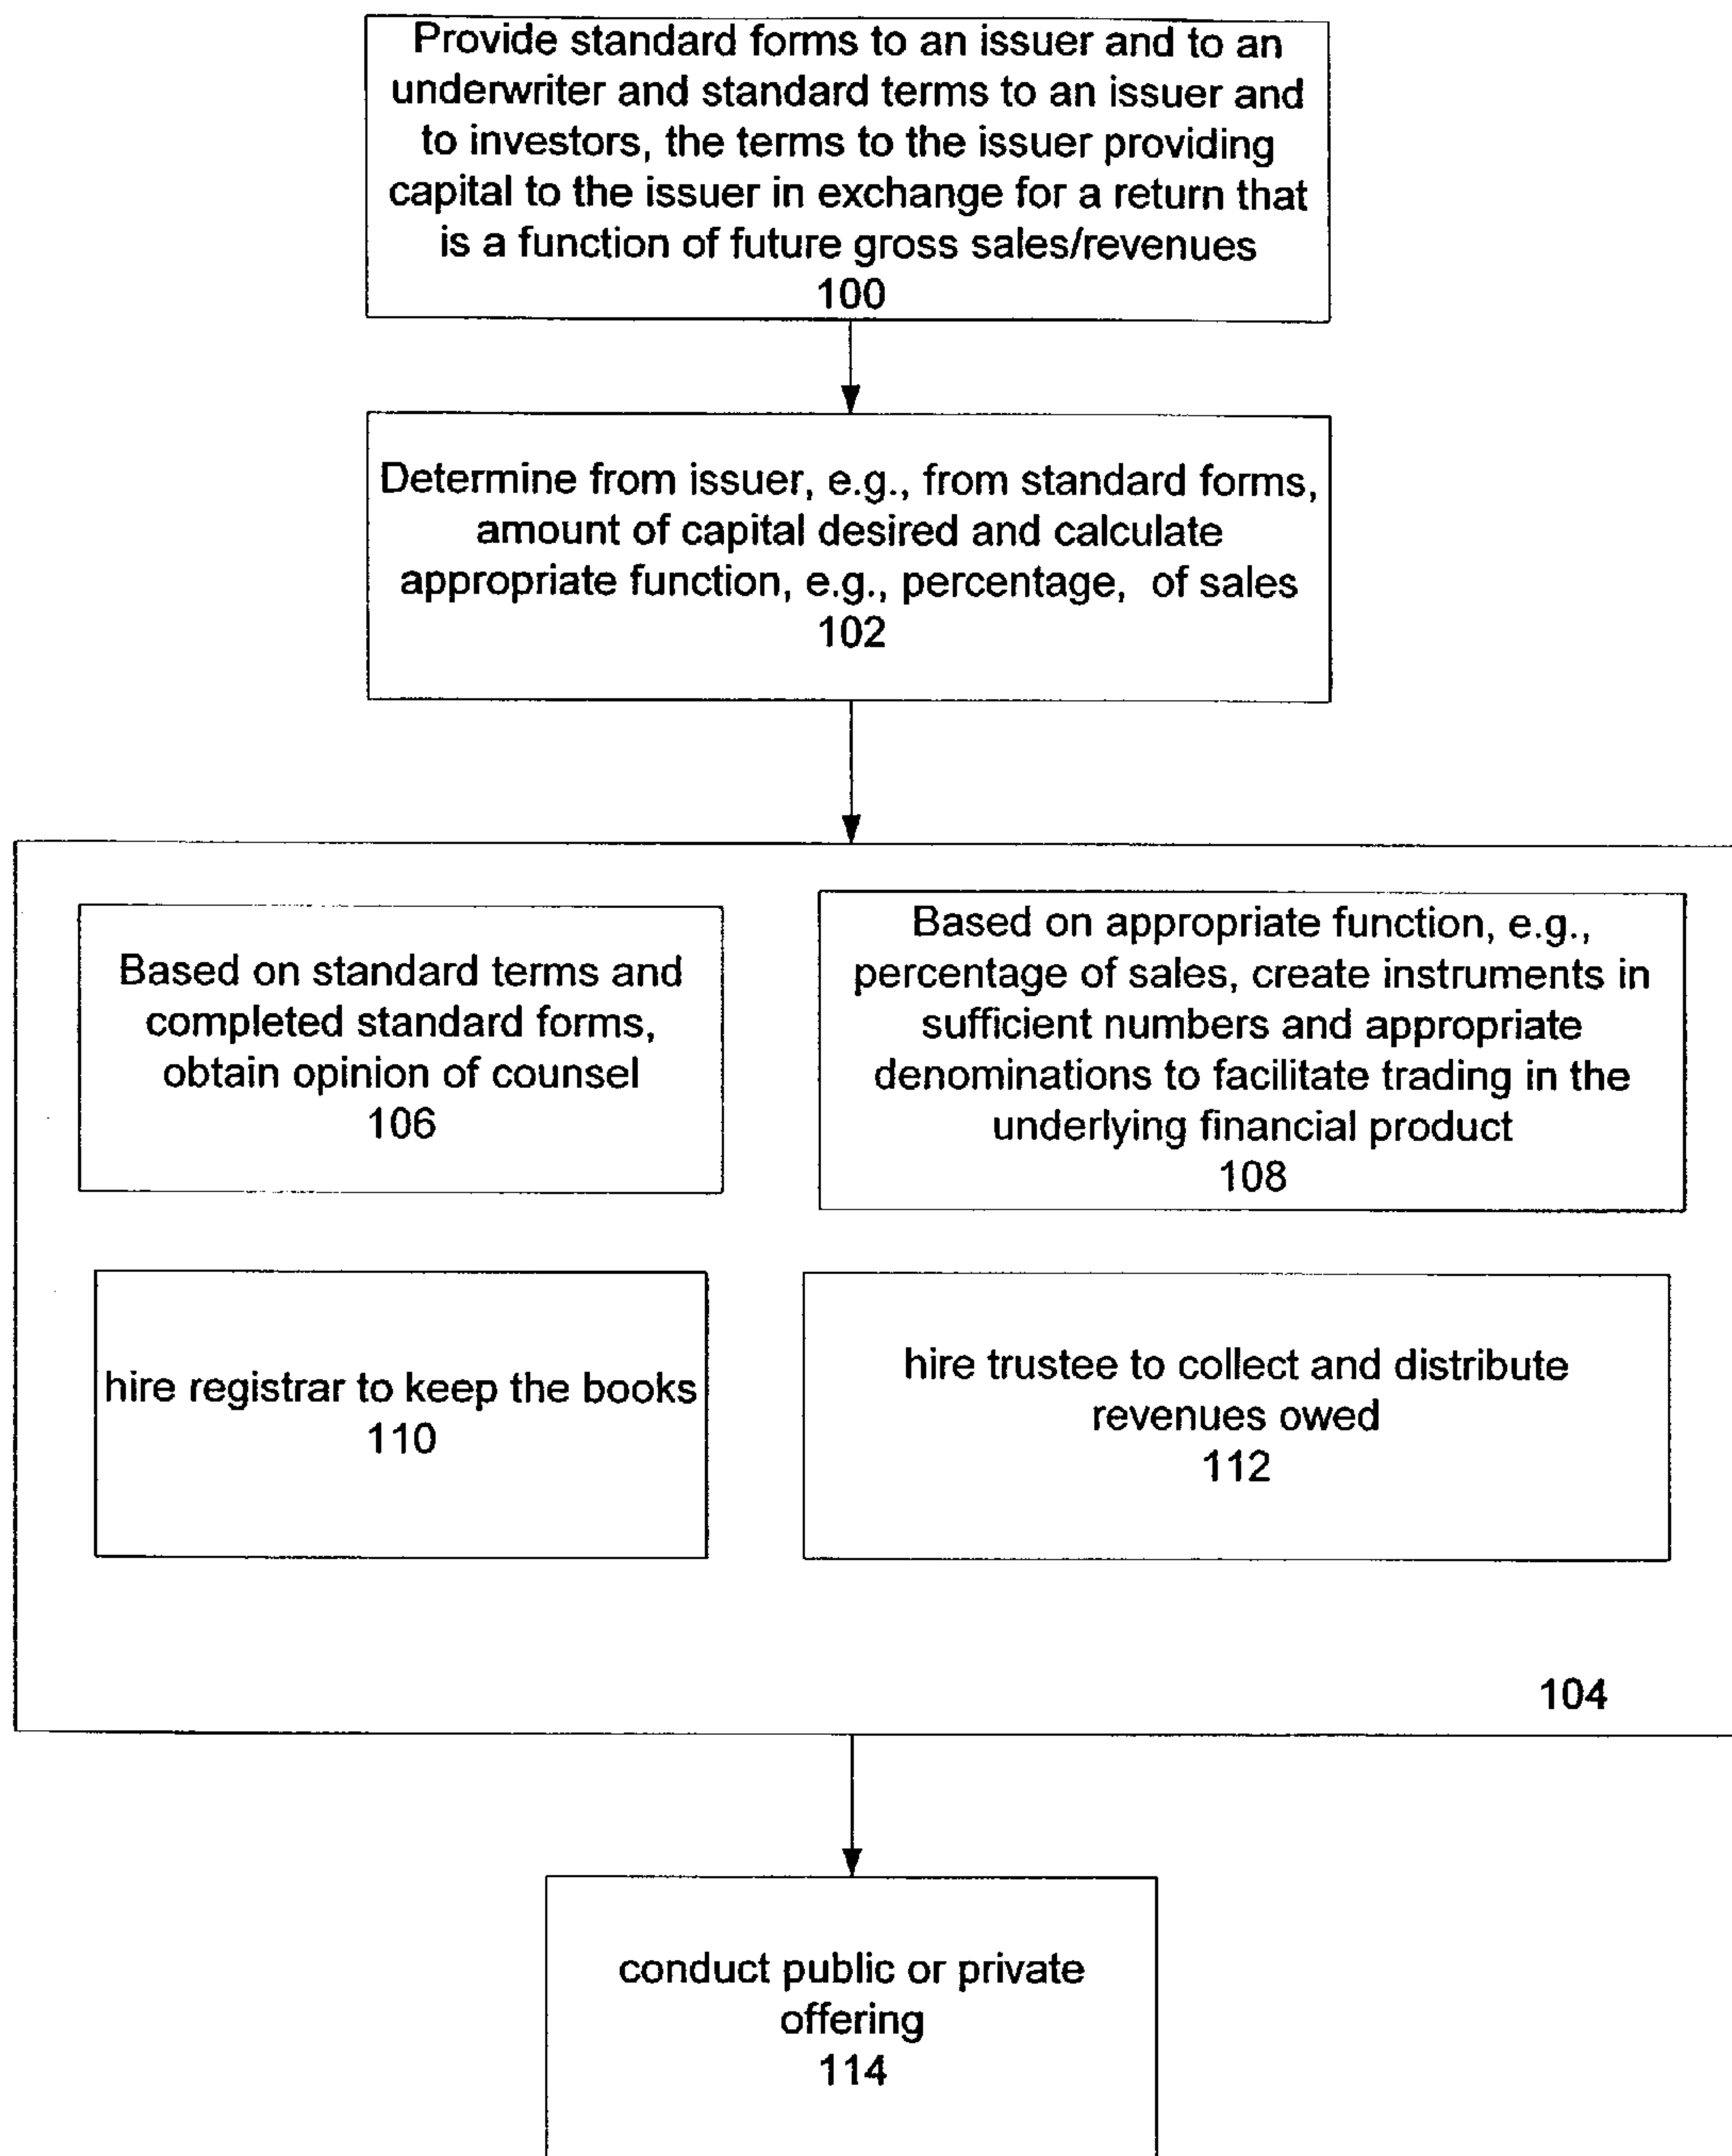 Provide standard forms to an issuer and to an
underwriter and standard terms to an issuer and
to investors, the terms to the issuer providing
capital to the issuer in exchange for a return that
is a function of future gross sales/revenues
100
Determine from issuer, e.g., from standard forms,
amount of capital desired and calculate
appropriate function, e.g., percentage, of sales
102
Based on standard terms and
completed standard forms,
obtain opinion of counsel
106
Based on appropriate function, e.g.,
percentage of sales, create instruments in
sufficient numbers and appropriate
denominations to facilitate trading in the
underlying financial product
108
hire registrar to keep the books
110
hire trustee to collect and distribute
revenues owed
112
104
conduct public or private
offering
114